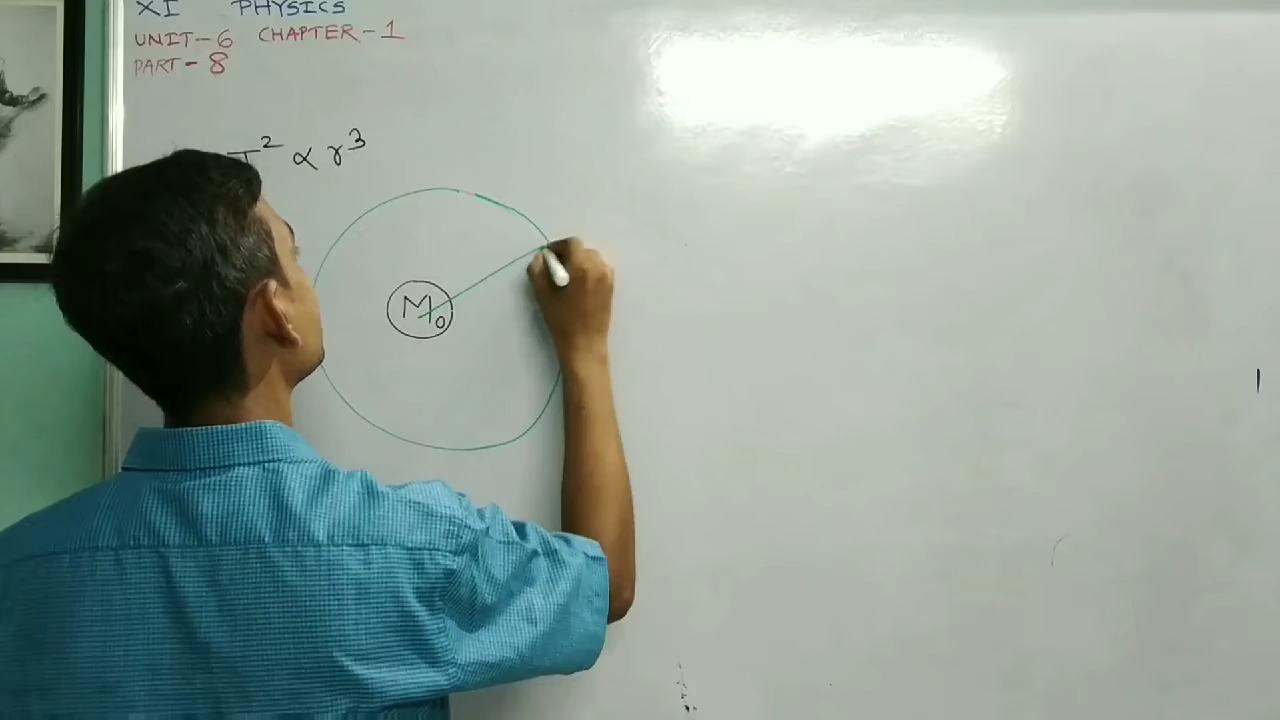 XI PHYSICS
UNIT-6 CHAPTER-1
PART-8
T² ∝ r³
M₀